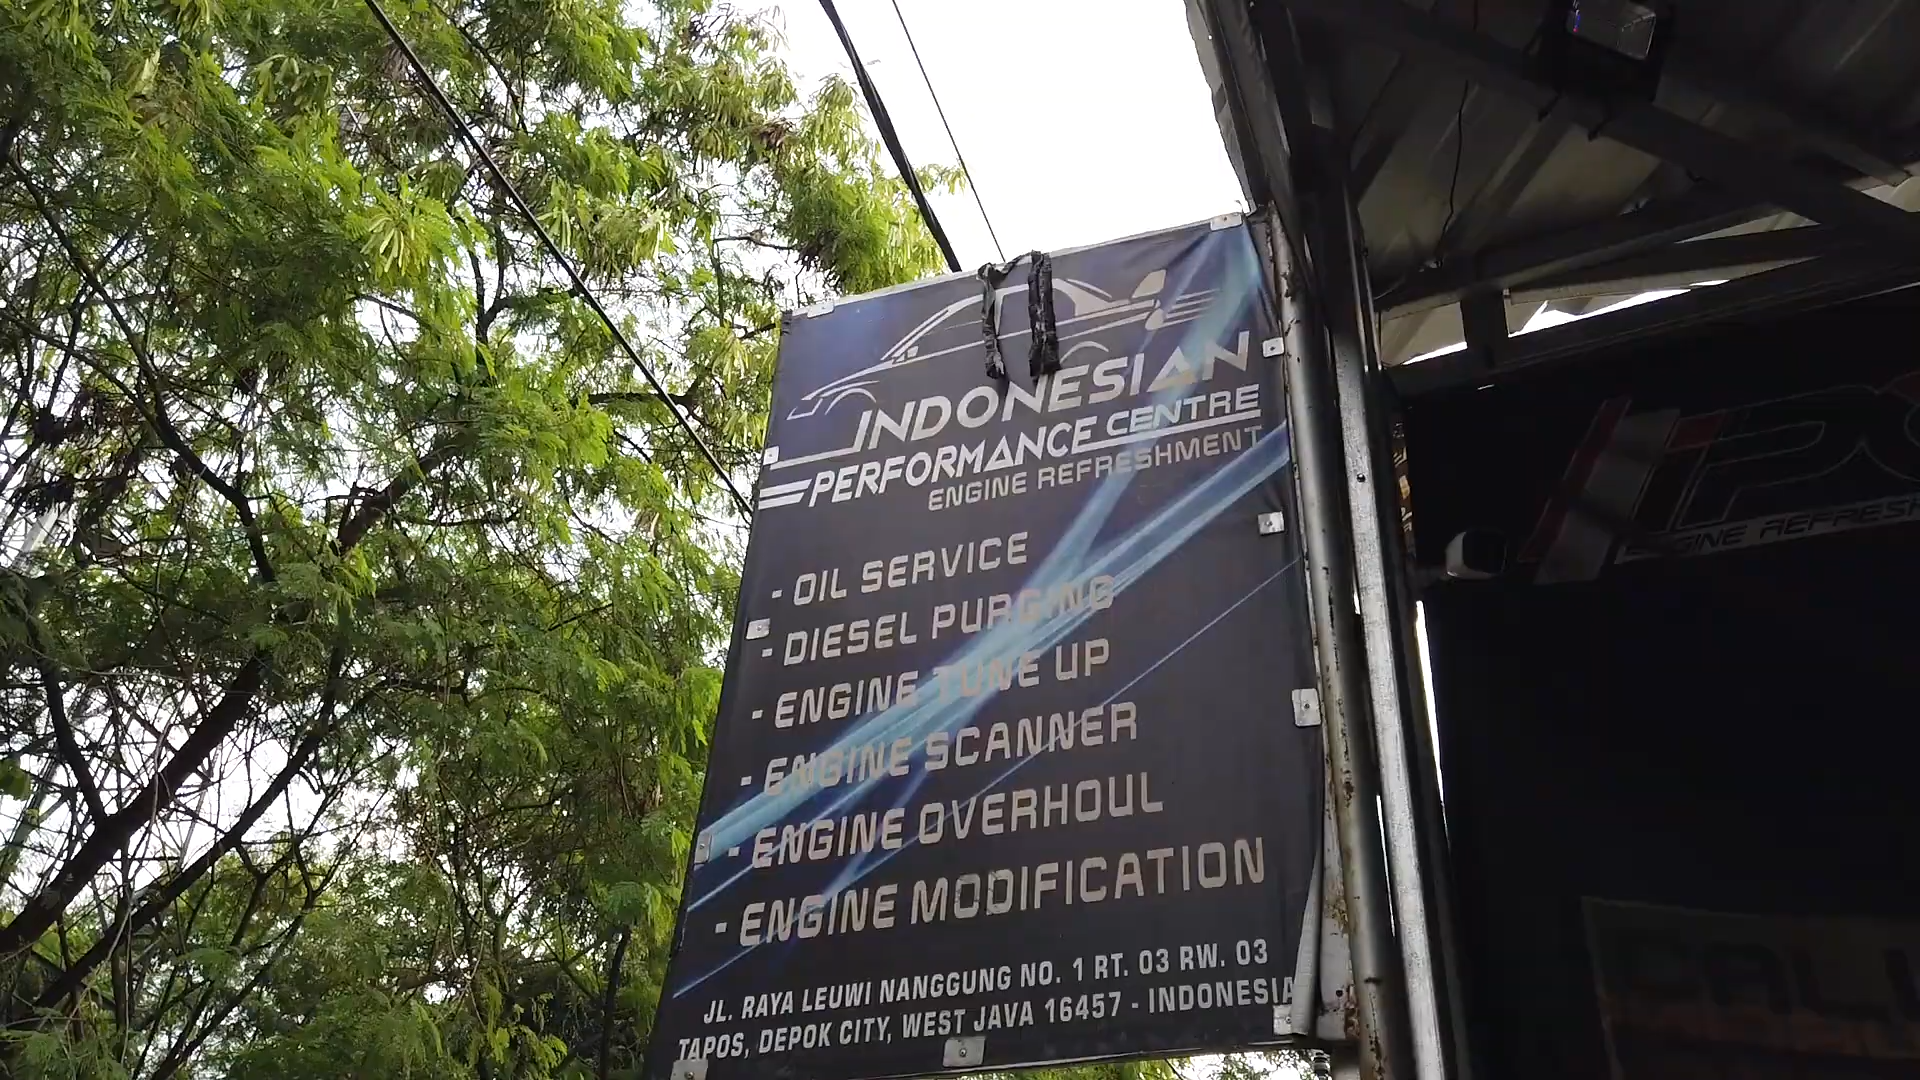 INDONESIAN
PERFORMANCE CENTRE
ENGINE REFRESHMENT
- OIL SERVICE
- DIESEL PURGING
- ENGINE TUNE UP
- ENGINE SCANNER
- ENGINE OVERHOUL
- ENGINE MODIFICATION
JL. RAYA LEUWI NANGGUNG NO. 1 RT. 03 RW. 03
TAPOS, DEPOK CITY, WEST JAVA 16457 - INDONESIA
IPC
ENGINE REFRESH